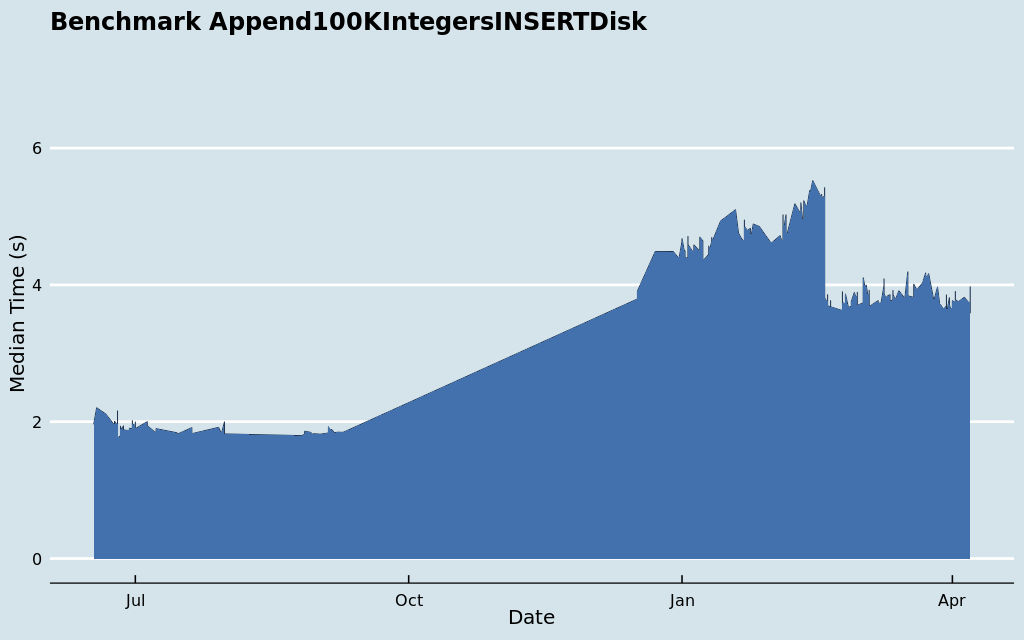 Benchmark Append100KIntegersINSERTDisk
6
4
2
0
Median Time (s)
Jul
Oct
Jan
Apr
Date